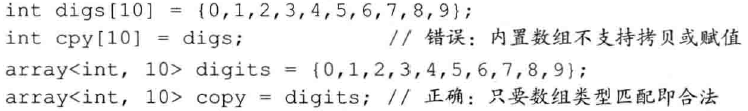 int digs[10] = {0,1,2,3,4,5,6,7,8,9};
int cpy[10] = digs; // 错误：内置数组不支持拷贝或赋值
array<int, 10> digits = {0,1,2,3,4,5,6,7,8,9};
array<int, 10> copy = digits; // 正确：只要数组类型匹配即合法